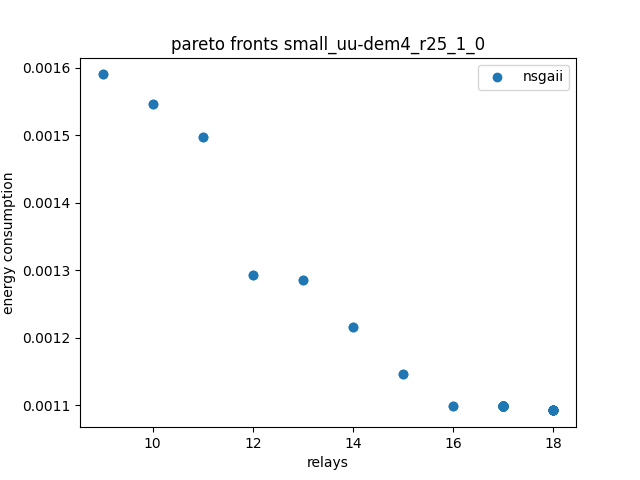 pareto fronts small_uu-dem4_r25_1_0
nsgaii
0.0016
0.0015
0.0014
0.0013
0.0012
0.0011
energy consumption
10 12 14 16 18
relays